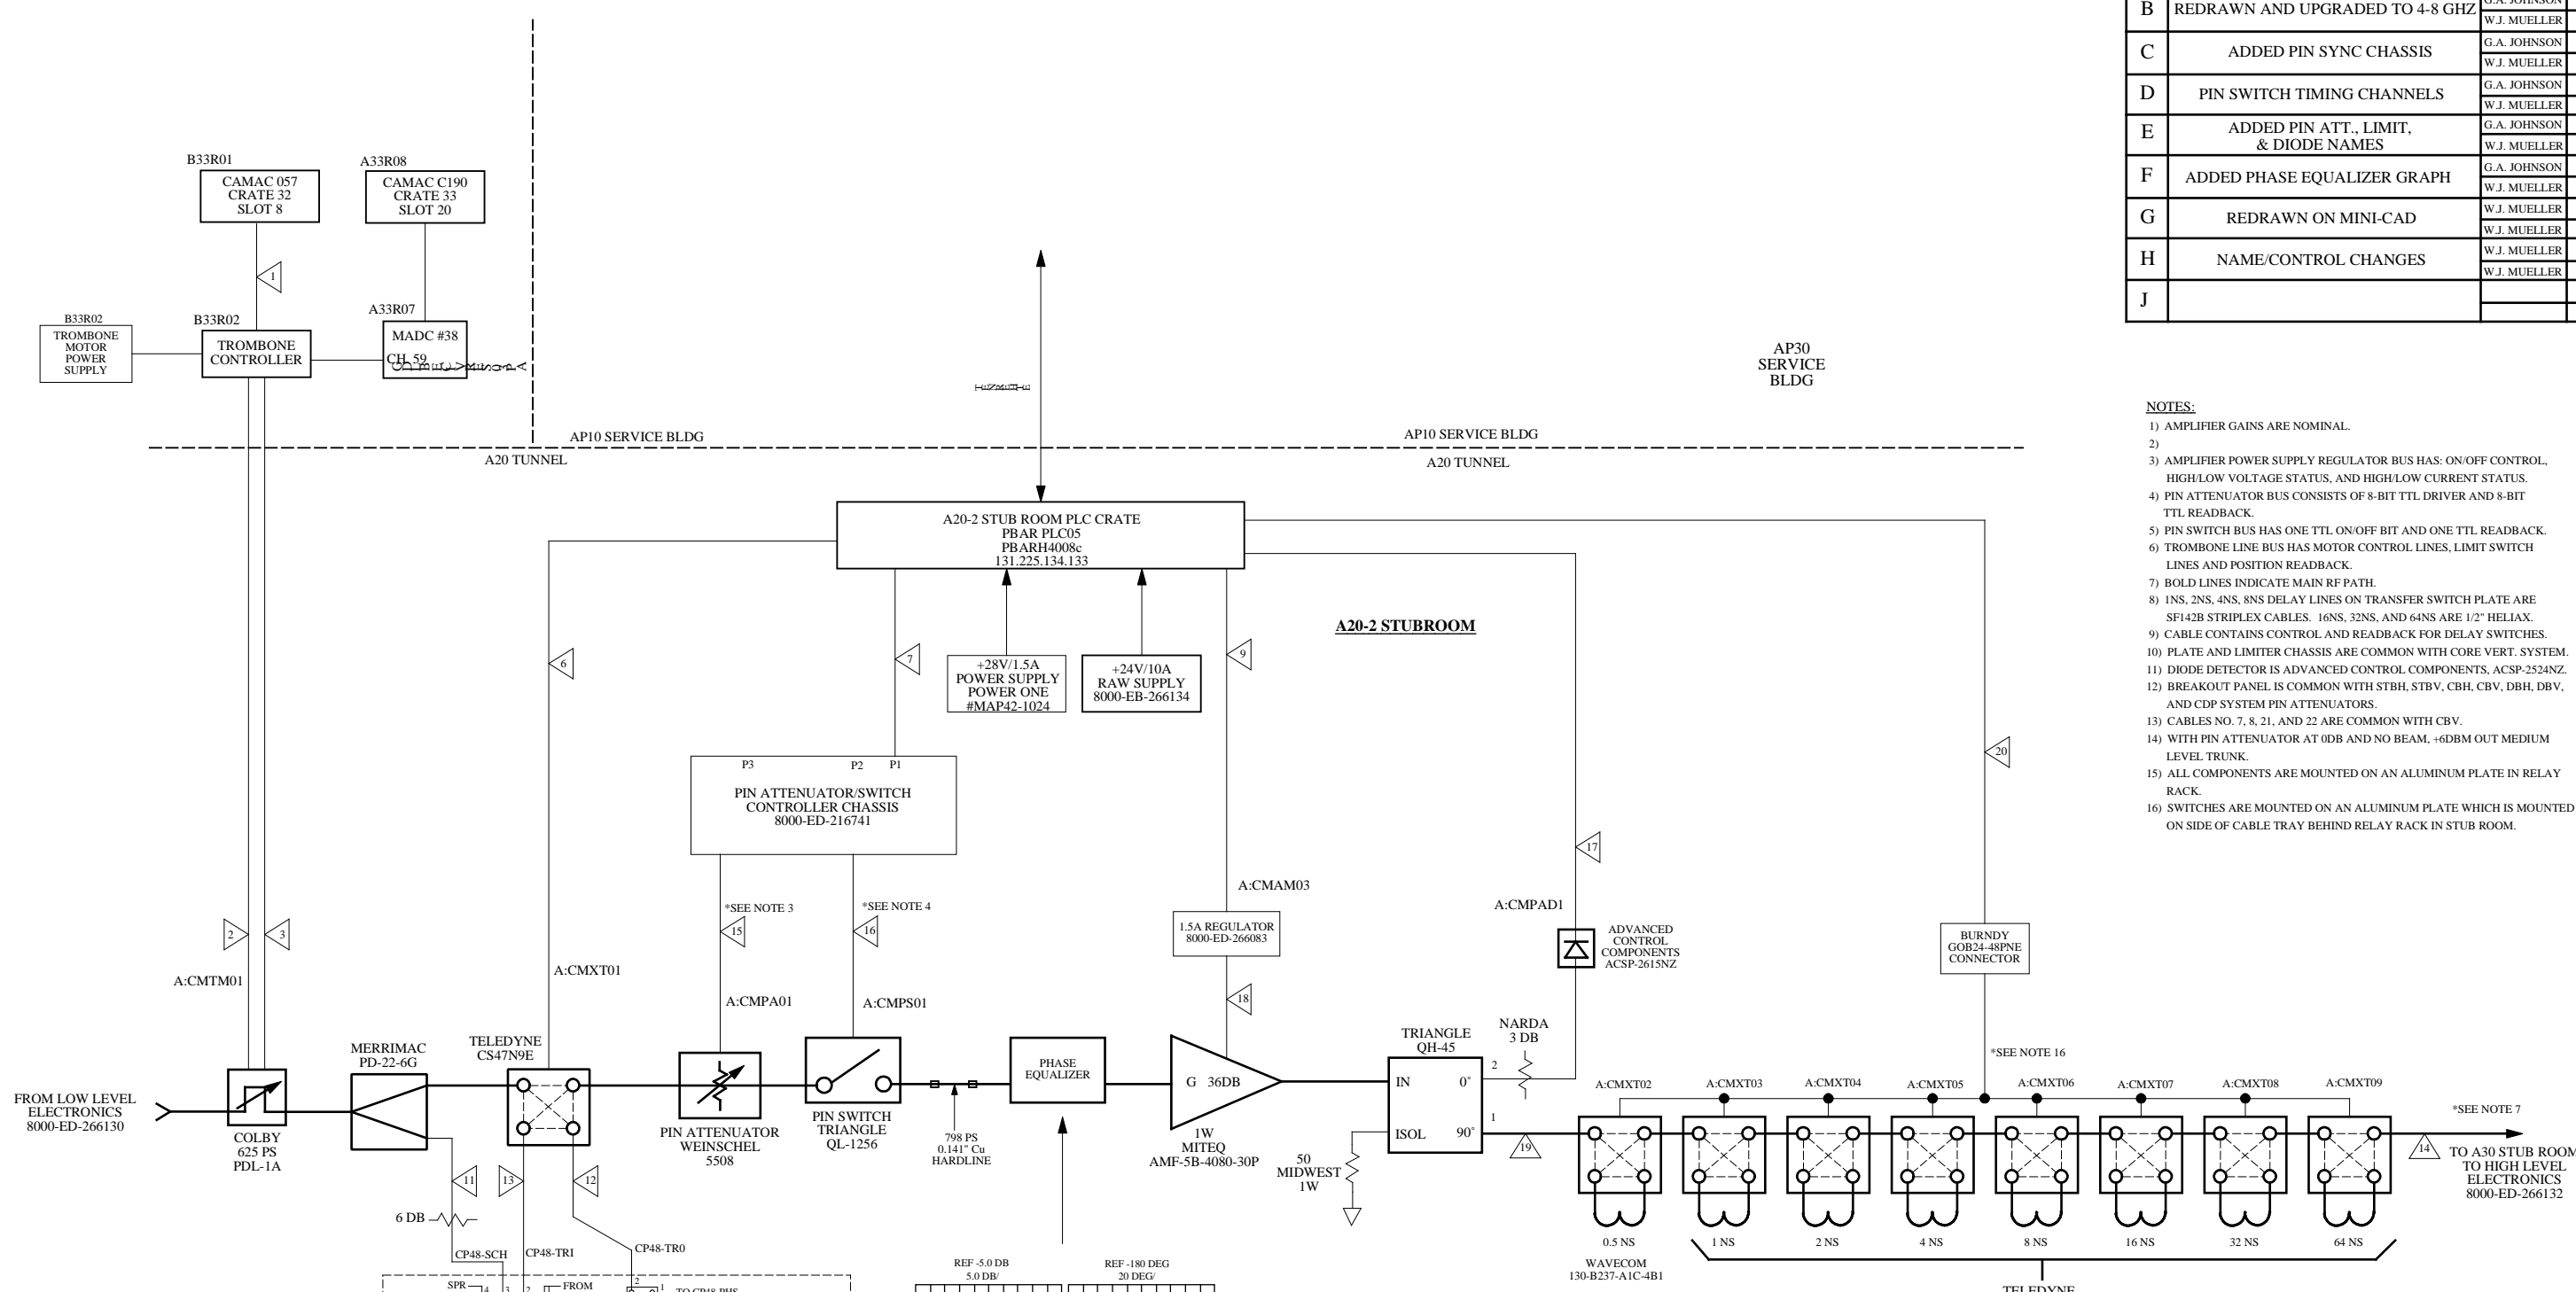 B
REDRAWN AND UPGRADED TO 4-8 GHZ
G.A. JOHNSON
W.J. MUELLER
C
ADDED PIN SYNC CHASSIS
G.A. JOHNSON
W.J. MUELLER
D
PIN SWITCH TIMING CHANNELS
G.A. JOHNSON
W.J. MUELLER
E
ADDED PIN ATT., LIMIT,
& DIODE NAMES
G.A. JOHNSON
W.J. MUELLER
F
ADDED PHASE EQUALIZER GRAPH
G.A. JOHNSON
W.J. MUELLER
G
REDRAWN ON MINI-CAD
W.J. MUELLER
W.J. MUELLER
H
NAME/CONTROL CHANGES
W.J. MUELLER
W.J. MUELLER
J
B33R01
CAMAC 057
CRATE 32
SLOT 8
A33R08
CAMAC C190
CRATE 33
SLOT 20
1
B33R02
TROMBONE
MOTOR
POWER
SUPPLY
B33R02
TROMBONE
CONTROLLER
A33R07
MADC #38
CH 59
AP30
SERVICE
BLDG
AP10 SERVICE BLDG
A20 TUNNEL
AP10 SERVICE BLDG
A20 TUNNEL
NOTES:
1) AMPLIFIER GAINS ARE NOMINAL.
2)
3) AMPLIFIER POWER SUPPLY REGULATOR BUS HAS: ON/OFF CONTROL,
HIGH/LOW VOLTAGE STATUS, AND HIGH/LOW CURRENT STATUS.
4) PIN ATTENUATOR BUS CONSISTS OF 8-BIT TTL DRIVER AND 8-BIT
TTL READBACK.
5) PIN SWITCH BUS HAS ONE TTL ON/OFF BIT AND ONE TTL READBACK.
6) TROMBONE LINE BUS HAS MOTOR CONTROL LINES, LIMIT SWITCH
LINES AND POSITION READBACK.
7) BOLD LINES INDICATE MAIN RF PATH.
8) 1NS, 2NS, 4NS, 8NS DELAY LINES ON TRANSFER SWITCH PLATE ARE
SF142B STRIPLEX CABLES. 16NS, 32NS, AND 64NS ARE 1/2" HELIAX.
9) CABLE CONTAINS CONTROL AND READBACK FOR DELAY SWITCHES.
10) PLATE AND LIMITER CHASSIS ARE COMMON WITH CORE VERT. SYSTEM.
11) DIODE DETECTOR IS ADVANCED CONTROL COMPONENTS, ACSP-2524NZ.
12) BREAKOUT PANEL IS COMMON WITH STBH, STBV, CBH, CBV, DBH, DBV,
AND CDP SYSTEM PIN ATTENUATORS.
13) CABLES NO. 7, 8, 21, AND 22 ARE COMMON WITH CBV.
14) WITH PIN ATTENUATOR AT 0DB AND NO BEAM, +6DBM OUT MEDIUM
LEVEL TRUNK.
15) ALL COMPONENTS ARE MOUNTED ON AN ALUMINUM PLATE IN RELAY
RACK.
16) SWITCHES ARE MOUNTED ON AN ALUMINUM PLATE WHICH IS MOUNTED
ON SIDE OF CABLE TRAY BEHIND RELAY RACK IN STUB ROOM.
A20-2 STUB ROOM PLC CRATE
PBAR PLC05
PBARH4008c
131.225.134.133
A20-2 STUBROOM
6
7
+28V/1.5A
POWER SUPPLY
POWER ONE
#MAP42-1024
+24V/10A
RAW SUPPLY
8000-EB-266134
9
20
P3
P2
P1
PIN ATTENUATOR/SWITCH
CONTROLLER CHASSIS
8000-ED-216741
17
*SEE NOTE 3
15
*SEE NOTE 4
16
A:CMAM03
1.5A REGULATOR
8000-ED-266083
A:CMPAD1
ADVANCED
CONTROL
COMPONENTS
ACSP-2615NZ
BURNDY
GOB24-48PNE
CONNECTOR
2
3
A:CMTM01
A:CMXT01
A:CMPA01
A:CMPS01
18
FROM LOW LEVEL
ELECTRONICS
8000-ED-266130
COLBY
625 PS
PDL-1A
MERRIMAC
PD-22-6G
TELEDYNE
CS47N9E
PIN ATTENUATOR
WEINSCHEL
5508
PIN SWITCH
TRIANGLE
QL-1256
798 PS
0.141" Cu
HARDLINE
PHASE
EQUALIZER
G 36DB
1W
MITEQ
AMF-5B-4080-30P
TRIANGLE
QH-45
IN
0°
ISOL
90°
2
1
NARDA
3 DB
50
MIDWEST
1W
19
*SEE NOTE 16
A:CMXT02
A:CMXT03
A:CMXT04
A:CMXT05
A:CMXT06
A:CMXT07
A:CMXT08
A:CMXT09
0.5 NS
1 NS
2 NS
4 NS
8 NS
16 NS
32 NS
64 NS
WAVECOM
130-B237-A1C-4B1
TELEDYNE
*SEE NOTE 7
14
TO A30 STUB ROOM
TO HIGH LEVEL
ELECTRONICS
8000-ED-266132
11
13
12
6 DB
CP48-SCH
CP48-TRI
CP48-TR0
SPR
4
3
2
FROM
2
1
TO CP48-PHS
REF -5.0 DB
5.0 DB/
REF -180 DEG
20 DEG/